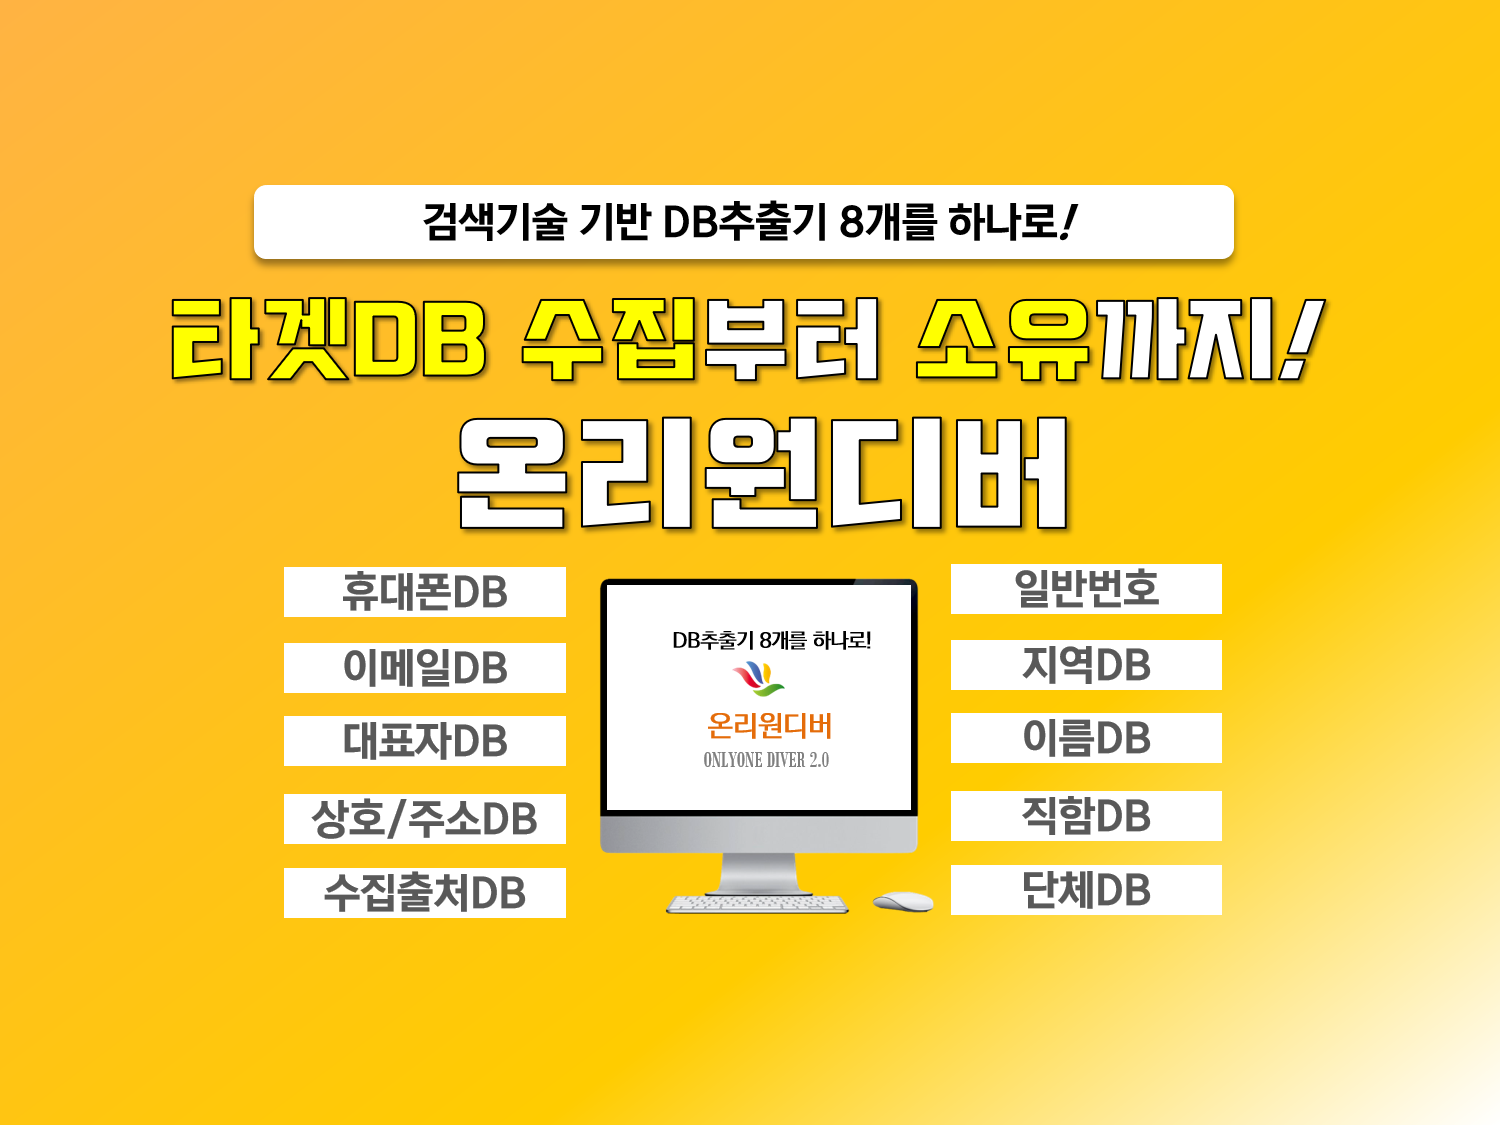 검색기술 기반 DB추출기 8개를 하나로!
타겟DB 수집부터 소유까지!
온리원디버
휴대폰DB
이메일DB
대표자DB
상호/주소DB
수집출처DB
DB추출기 8개를 하나로!
온리원디버
ONLYONE DIVER 2.0
일반번호
지역DB
이름DB
직함DB
단체DB